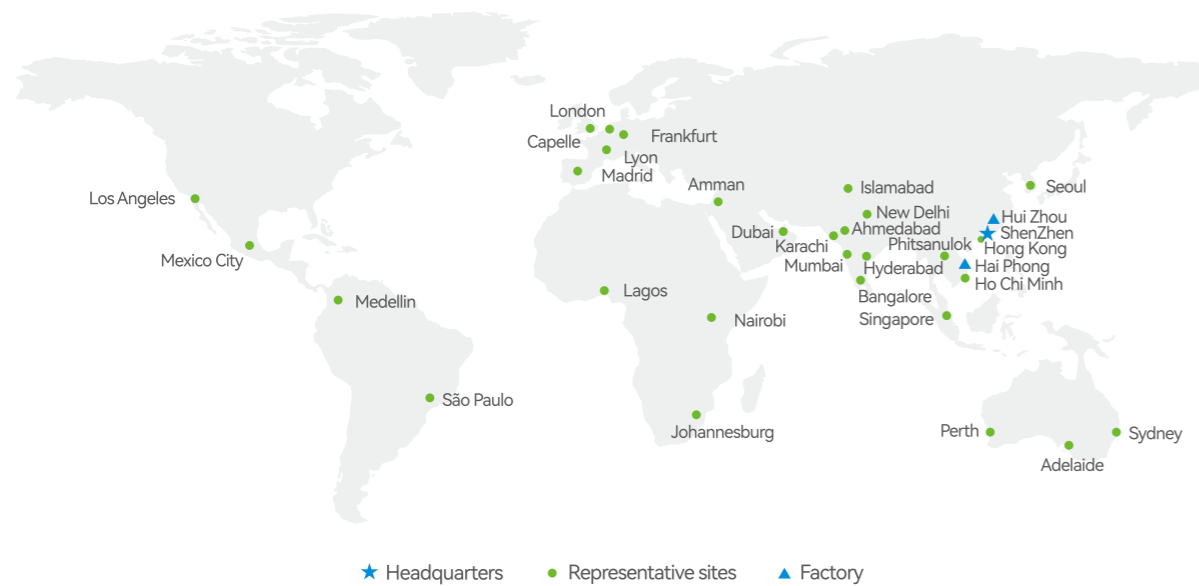 London
Capelle
Frankfurt
Lyon
Madrid
Amman
Islamabad
Seoul
Los Angeles
New Delhi
Hui Zhou
Dubai
Ahmedabad
ShenZhen
Karachi
Phitsanulok
Hong Kong
Mexico City
Mumbai
Hyderabad
Hai Phong
Ho Chi Minh
Lagos
Bangalore
Medellin
Nairobi
Singapore
São Paulo
Johannesburg
Perth
Sydney
Adelaide
Headquarters
Representative sites
Factory